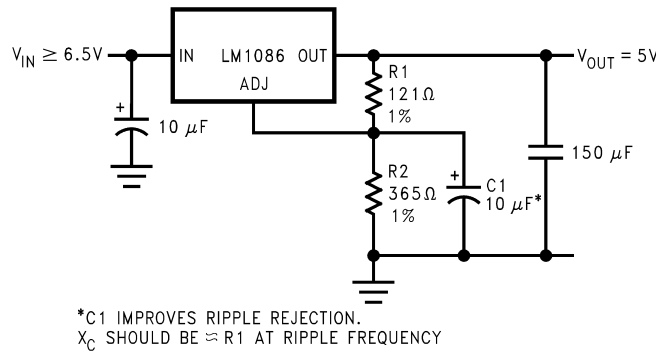 V_IN ≥ 6.5V
IN LM1086 OUT
ADJ
V_OUT = 5V
+
10 μF
R1
121Ω
1%
R2
365Ω
1%
+
C1
10 μF*
150 μF
*C1 IMPROVES RIPPLE REJECTION.
X_C SHOULD BE ≈ R1 AT RIPPLE FREQUENCY